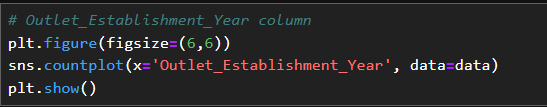 # Outlet_Establishment_Year column
plt.figure(figsize=(6,6))
sns.countplot(x='Outlet_Establishment_Year', data=data)
plt.show()